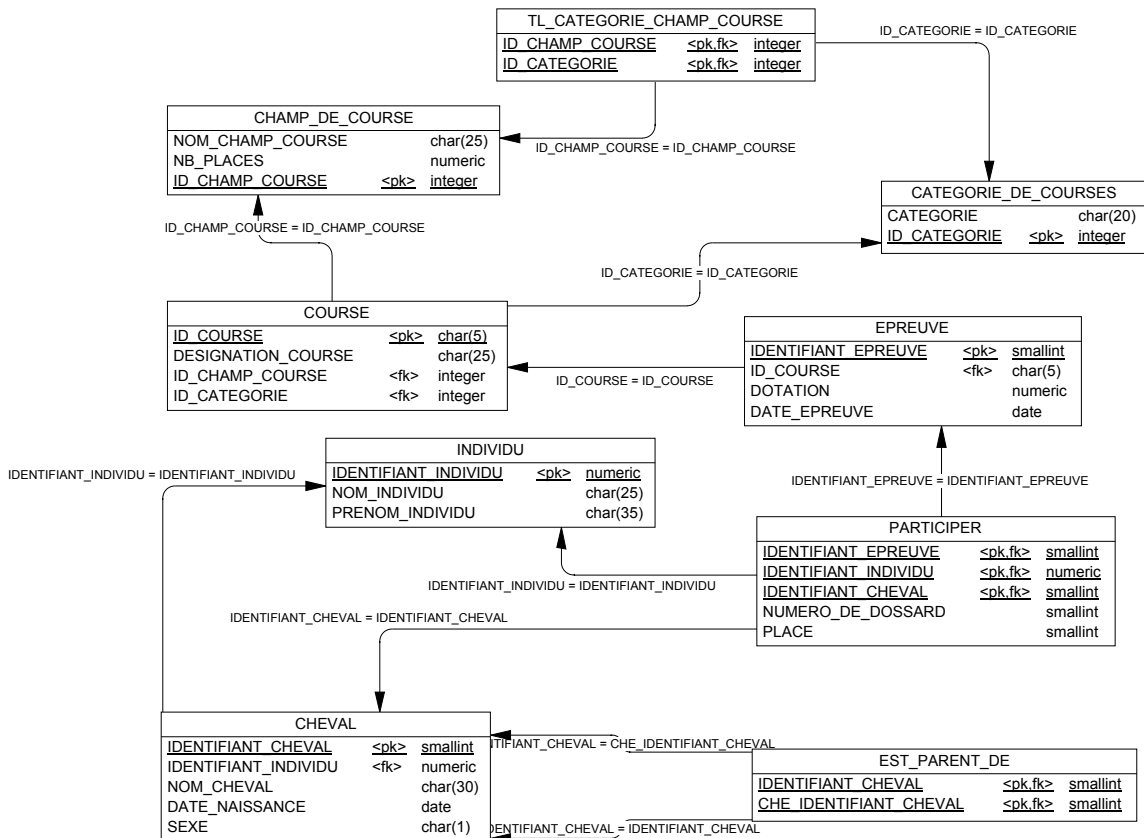 TL_CATEGORIE_CHAMP_COURSE
ID_CHAMP_COURSE <pk,fk> integer
ID_CATEGORIE <pk,fk> integer
ID_CATEGORIE = ID_CATEGORIE
CHAMP_DE_COURSE
NOM_CHAMP_COURSE char(25)
NB_PLACES numeric
ID_CHAMP_COURSE <pk> integer
ID_CHAMP_COURSE = ID_CHAMP_COURSE
CATEGORIE_DE_COURSES
CATEGORIE char(20)
ID_CATEGORIE <pk> integer
ID_CHAMP_COURSE = ID_CHAMP_COURSE
ID_CATEGORIE = ID_CATEGORIE
COURSE
ID_COURSE <pk> char(5)
DESIGNATION_COURSE char(25)
ID_CHAMP_COURSE <fk> integer
ID_CATEGORIE <fk> integer
ID_COURSE = ID_COURSE
EPREUVE
IDENTIFIANT_EPREUVE <pk> smallint
ID_COURSE <fk> char(5)
DOTATION numeric
DATE_EPREUVE date
IDENTIFIANT_INDIVIDU = IDENTIFIANT_INDIVIDU
INDIVIDU
IDENTIFIANT_INDIVIDU <pk> numeric
NOM_INDIVIDU char(25)
PRENOM_INDIVIDU char(35)
IDENTIFIANT_EPREUVE = IDENTIFIANT_EPREUVE
PARTICIPER
IDENTIFIANT_EPREUVE <pk,fk> smallint
IDENTIFIANT_INDIVIDU <pk,fk> numeric
IDENTIFIANT_CHEVAL <pk,fk> smallint
NUMERO_DE_DOSSARD smallint
PLACE smallint
IDENTIFIANT_INDIVIDU = IDENTIFIANT_INDIVIDU
IDENTIFIANT_CHEVAL = IDENTIFIANT_CHEVAL
CHEVAL
IDENTIFIANT_CHEVAL <pk> smallint
IDENTIFIANT_INDIVIDU <fk> numeric
NOM_CHEVAL char(30)
DATE_NAISSANCE date
SEXE char(1)
NTIFIANT_CHEVAL = CHE_IDENTIFIANT_CHEVAL
EST_PARENT_DE
IDENTIFIANT_CHEVAL <pk,fk> smallint
CHE_IDENTIFIANT_CHEVAL <pk,fk> smallint
DENTIFIANT_CHEVAL = IDENTIFIANT_CHEVAL